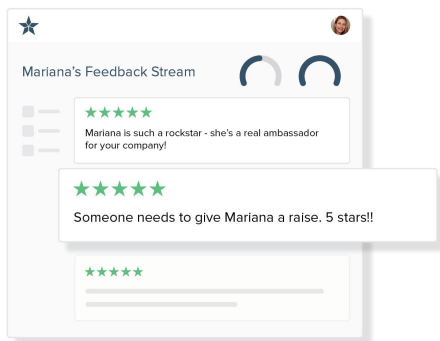 Mariana's Feedback Stream
Mariana is such a rockstar - she's a real ambassador
for your company!
Someone needs to give Mariana a raise. 5 stars!!